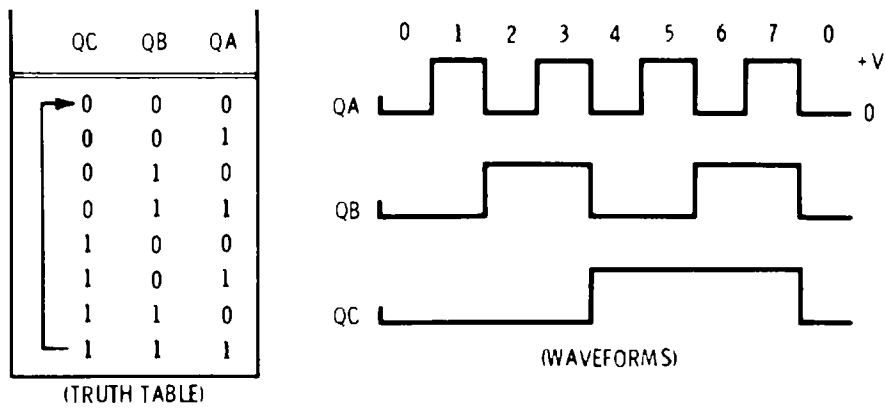 QC QB QA
0 0 0
0 0 1
0 1 0
0 1 1
1 0 0
1 0 1
1 1 0
1 1 1
(TRUTH TABLE)
0 1 2 3 4 5 6 7 0
+V
QA 0
QB
QC
(WAVEFORMS)